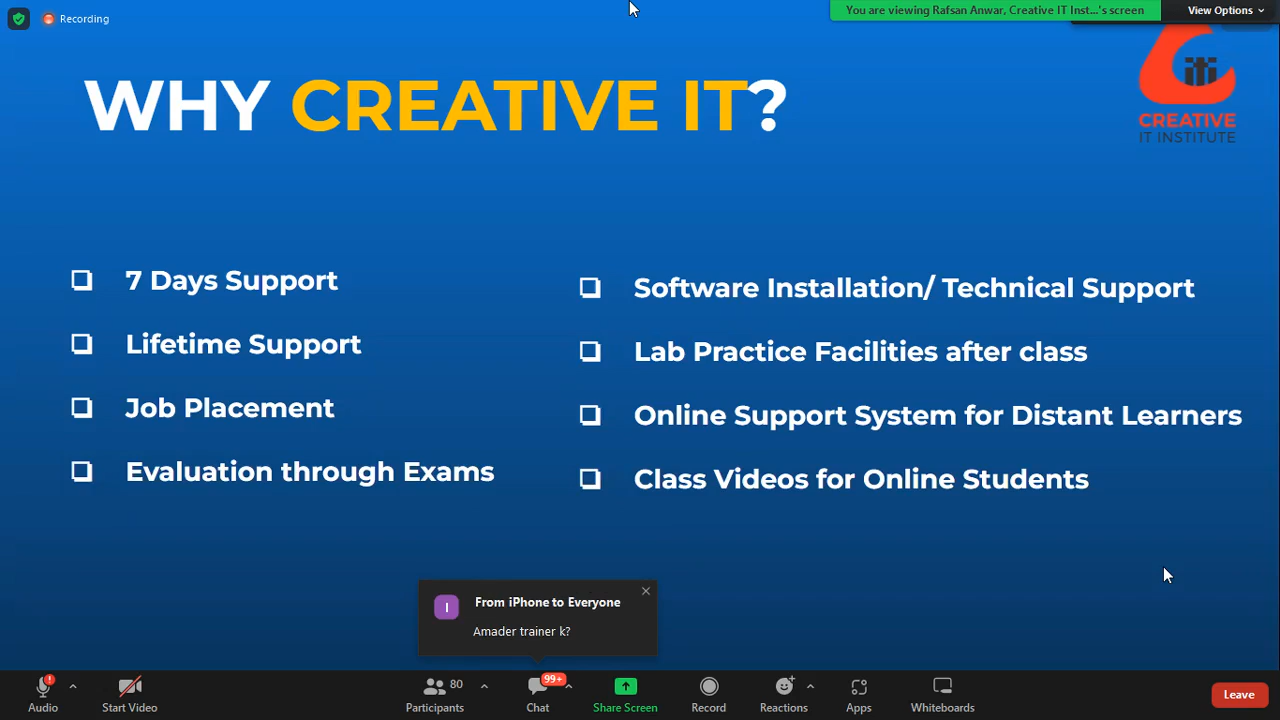 Recording
You are viewing Rafsan Anwar, Creative IT Inst...'s screen
View Options
WHY CREATIVE IT?
iTi
CREATIVE
IT INSTITUTE
7 Days Support
Lifetime Support
Job Placement
Evaluation through Exams
Software Installation/ Technical Support
Lab Practice Facilities after class
Online Support System for Distant Learners
Class Videos for Online Students
I
From iPhone to Everyone
Amader trainer k?
Audio
Start Video
80
Participants
99+
Chat
Share Screen
Record
Reactions
Apps
Whiteboards
Leave